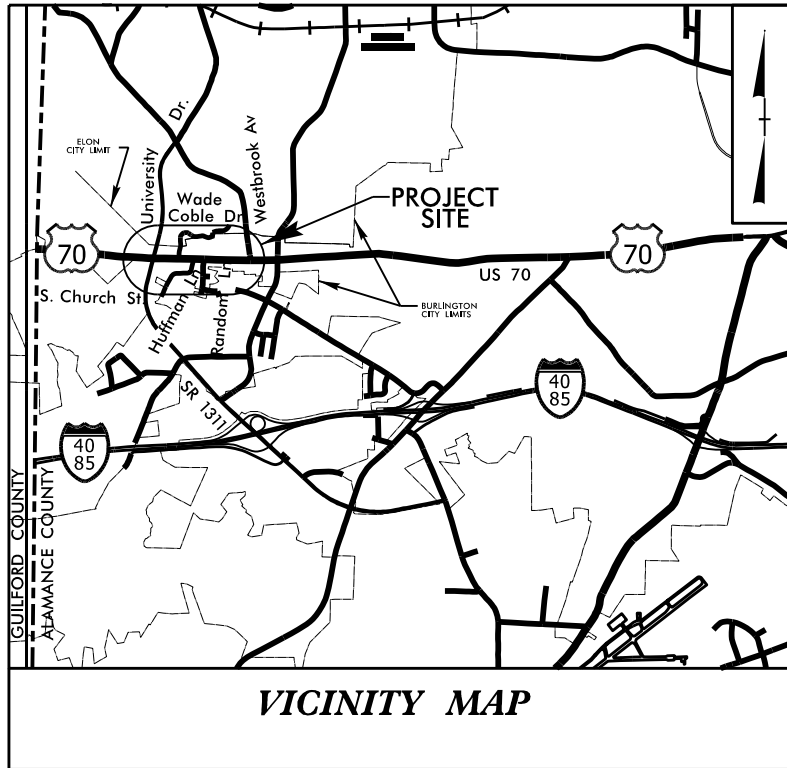 ELON
CITY LIMIT
University
Dr.
Westbrook Av
Wade
Coble Dr.
PROJECT
SITE
70
70
US 70
S. Church St.
Huffman Ln
Random L
BURLINGTON
CITY LIMITS
SR 1311
40
85
40
85
GUILFORD COUNTY
ALAMANCE COUNTY
VICINITY MAP